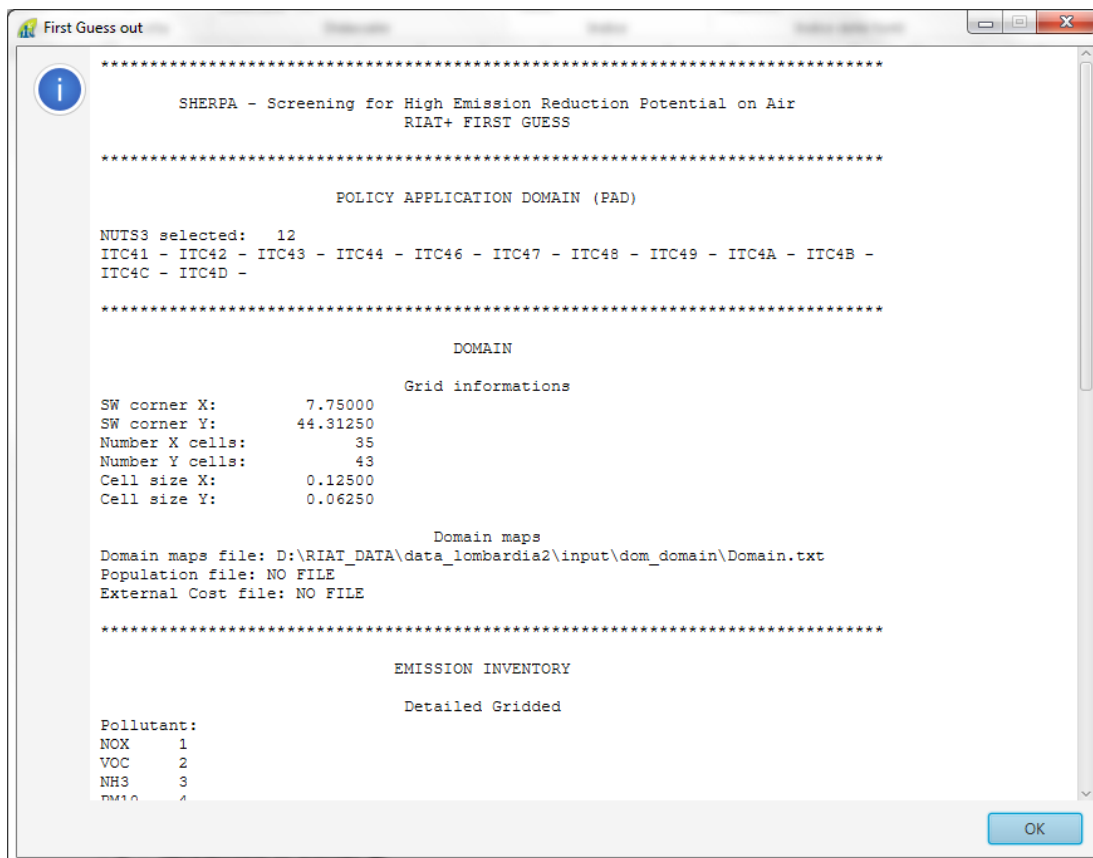 First Guess out
********************************************************************************
SHERPA - Screening for High Emission Reduction Potential on Air
RIAT+ FIRST GUESS
********************************************************************************
POLICY APPLICATION DOMAIN (PAD)
NUTS3 selected: 12
ITC41 - ITC42 - ITC43 - ITC44 - ITC46 - ITC47 - ITC48 - ITC49 - ITC4A - ITC4B -
ITC4C - ITC4D -
********************************************************************************
DOMAIN
Grid informations
SW corner X: 7.75000
SW corner Y: 44.31250
Number X cells: 35
Number Y cells: 43
Cell size X: 0.12500
Cell size Y: 0.06250
Domain maps
Domain maps file: D:\RIAT_DATA\data_lombardia2\input\dom_domain\Domain.txt
Population file: NO FILE
External Cost file: NO FILE
********************************************************************************
EMISSION INVENTORY
Detailed Gridded
Pollutant:
NOX 1
VOC 2
NH3 3
PM10 4
OK